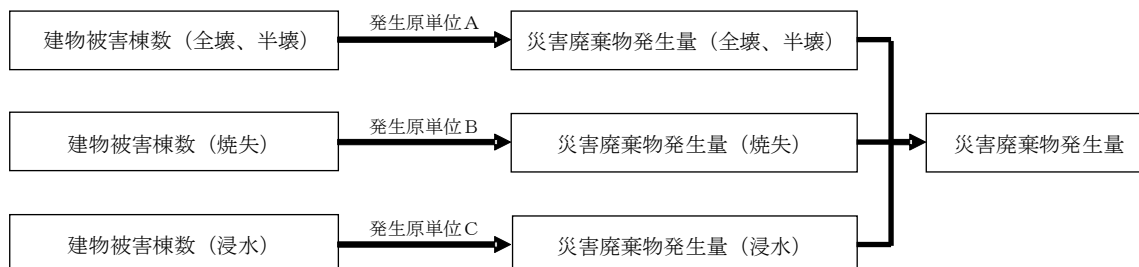 建物被害棟数（全壊、半壊）
発生原単位Ａ
災害廃棄物発生量（全壊、半壊）
建物被害棟数（焼失）
発生原単位Ｂ
災害廃棄物発生量（焼失）
災害廃棄物発生量
建物被害棟数（浸水）
発生原単位Ｃ
災害廃棄物発生量（浸水）